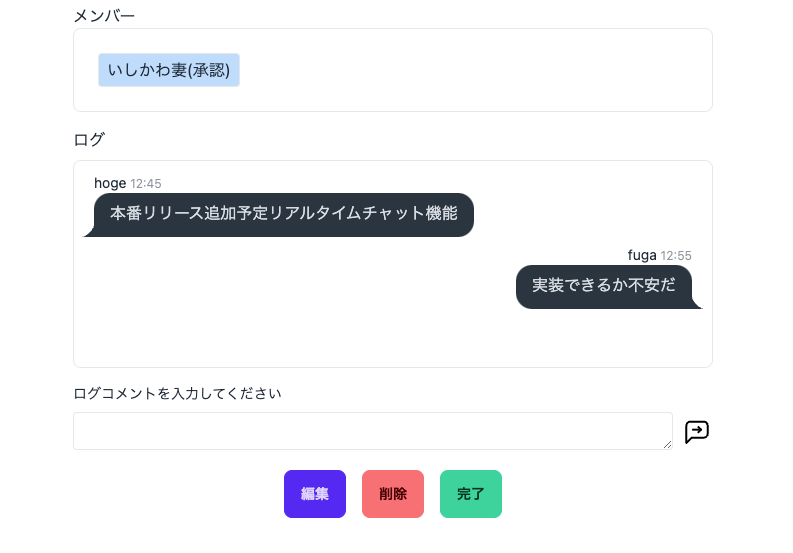 メンバー
いしかわ妻(承認)
ログ
hoge 12:45
本番リリース追加予定リアルタイムチャット機能
fuga 12:55
実装できるか不安だ
ログコメントを入力してください
編集 削除 完了